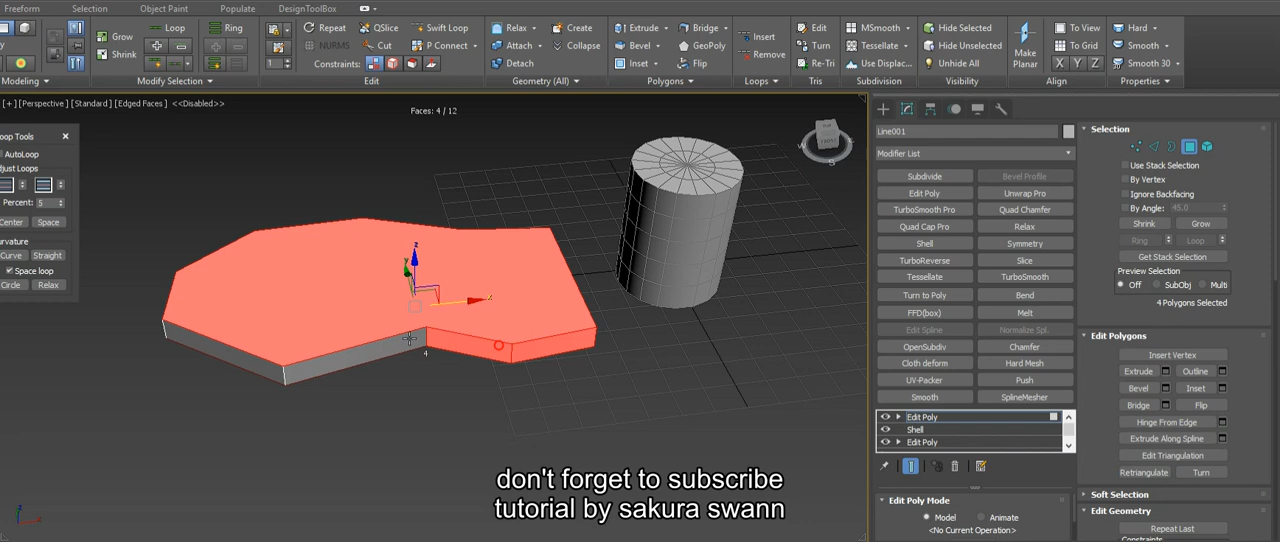 Freeform Selection Object Paint Populate DesignToolBox
Grow Loop Ring Repeat QSlice Swift Loop Relax Create Extrude Bridge Insert Edit MSmooth Hide Selected To View Hard
Shrink NURMS Cut P Connect Attach Collapse Bevel GeoPoly Remove Turn Tessellate Hide Unselected Make Planar To Grid Smooth
1 Constraints: Detach Inset Flip Re-Tri Use Displac... Unhide All X Y Z Smooth 30
Modeling Modify Selection Edit Geometry (All) Polygons Loops Tris Subdivision Visibility Align Properties
[+] [Perspective] [Standard] [Edged Faces] <<Disabled>>
Faces: 4 / 12
oop Tools
AutoLoop
djust Loops
Percent: 5
Center Space
urvature
Curve Straight
Space loop
Circle Relax
z
y
x
4
FRONT
W
S
Line001
Modifier List
Subdivide Bevel Profile
Edit Poly Unwrap Pro
TurboSmooth Pro Quad Chamfer
Quad Cap Pro Relax
Shell Symmetry
TurboReverse Slice
Tessellate TurboSmooth
Turn to Poly Bend
FFD(box) Melt
Edit Spline Normalize Spl.
OpenSubdiv Chamfer
Cloth deform Hard Mesh
UV-Packer Push
Smooth SplineMesher
Edit Poly
Shell
Edit Poly
Edit Poly Mode
Model Animate
<No Current Operation>
Selection
Use Stack Selection
By Vertex
Ignore Backfacing
By Angle: 45.0
Shrink Grow
Ring Loop
Get Stack Selection
Preview Selection
Off SubObj Multi
4 Polygons Selected
Edit Polygons
Insert Vertex
Extrude Outline
Bevel Inset
Bridge Flip
Hinge From Edge
Extrude Along Spline
Edit Triangulation
Retriangulate Turn
Soft Selection
Edit Geometry
Repeat Last
Constraints
don't forget to subscribe
tutorial by sakura swann